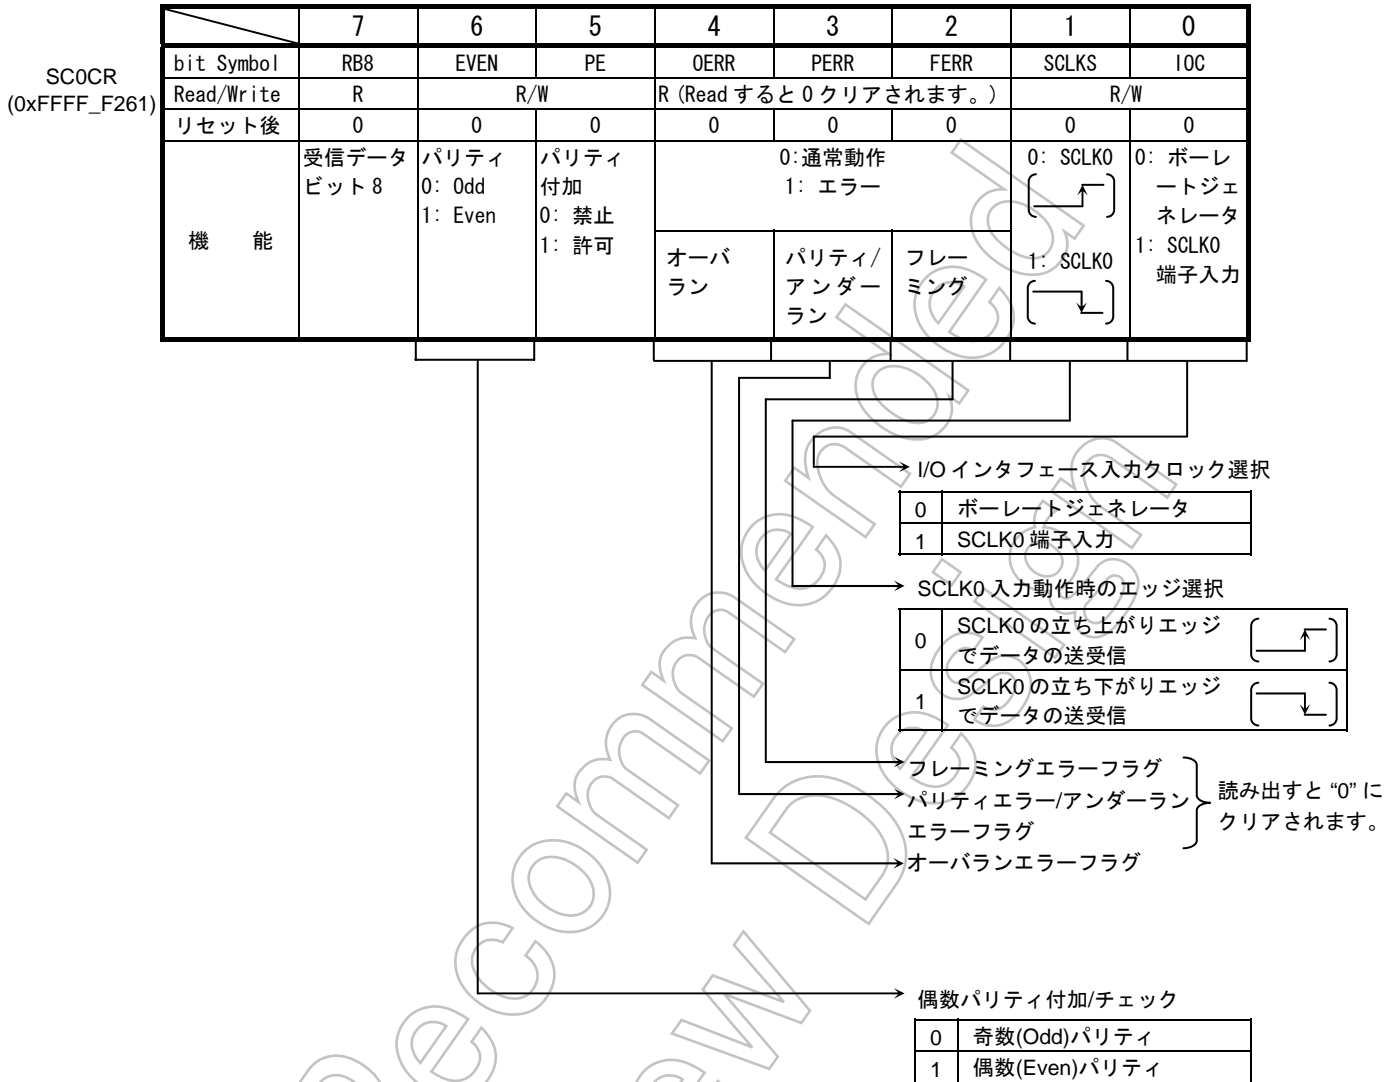 7 6 5 4 3 2 1 0
SC0CR
(0xFFFF_F261)
bit Symbol RB8 EVEN PE OERR PERR FERR SCLKS IOC
Read/Write R R/W R (Read すると 0 クリアされます。) R/W
リセット後 0 0 0 0 0 0 0 0
機 能
受信データ
ビット 8
パリティ
0: Odd
1: Even
パリティ
付加
0: 禁止
1: 許可
0:通常動作
1: エラー
オーバ
ラン
パリティ/
アンダー
ラン
フレー
ミング
0: SCLK0
1: SCLK0
0: ボーレ
ートジェ
ネレータ
1: SCLK0
端子入力
I/O インタフェース入力クロック選択
0 ボーレートジェネレータ
1 SCLK0 端子入力
SCLK0 入力動作時のエッジ選択
0 SCLK0 の立ち上がりエッジ
でデータの送受信
1 SCLK0 の立ち下がりエッジ
でデータの送受信
フレーミングエラーフラグ
パリティエラー/アンダーラン
エラーフラグ
オーバランエラーフラグ
読み出すと “0” に
クリアされます。
偶数パリティ付加/チェック
0 奇数(Odd)パリティ
1 偶数(Even)パリティ
Recommended
New Design